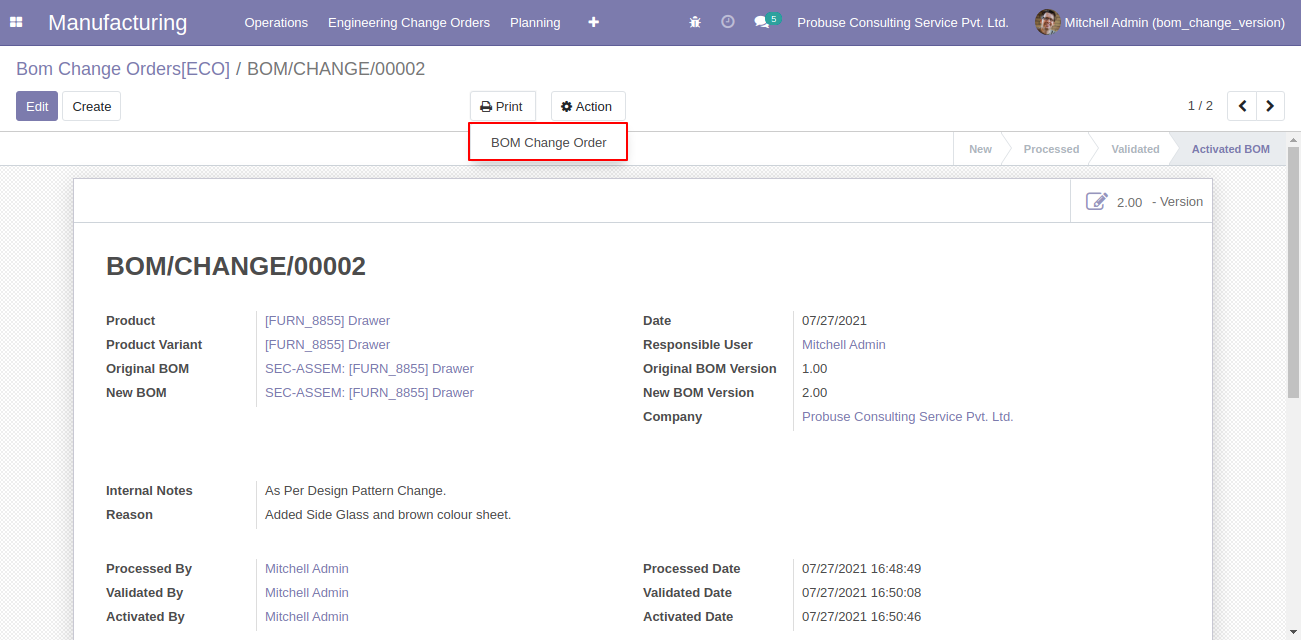 Manufacturing Operations Engineering Change Orders Planning 5 Probuse Consulting Service Pvt. Ltd. Mitchell Admin (bom_change_version)
Bom Change Orders[ECO] / BOM/CHANGE/00002
Edit Create Print Action 1 / 2
BOM Change Order
New Processed Validated Activated BOM
2.00 - Version
BOM/CHANGE/00002
Product [FURN_8855] Drawer Date 07/27/2021
Product Variant [FURN_8855] Drawer Responsible User Mitchell Admin
Original BOM SEC-ASSEM: [FURN_8855] Drawer Original BOM Version 1.00
New BOM SEC-ASSEM: [FURN_8855] Drawer New BOM Version 2.00
Company Probuse Consulting Service Pvt. Ltd.
Internal Notes As Per Design Pattern Change.
Reason Added Side Glass and brown colour sheet.
Processed By Mitchell Admin Processed Date 07/27/2021 16:48:49
Validated By Mitchell Admin Validated Date 07/27/2021 16:50:08
Activated By Mitchell Admin Activated Date 07/27/2021 16:50:46